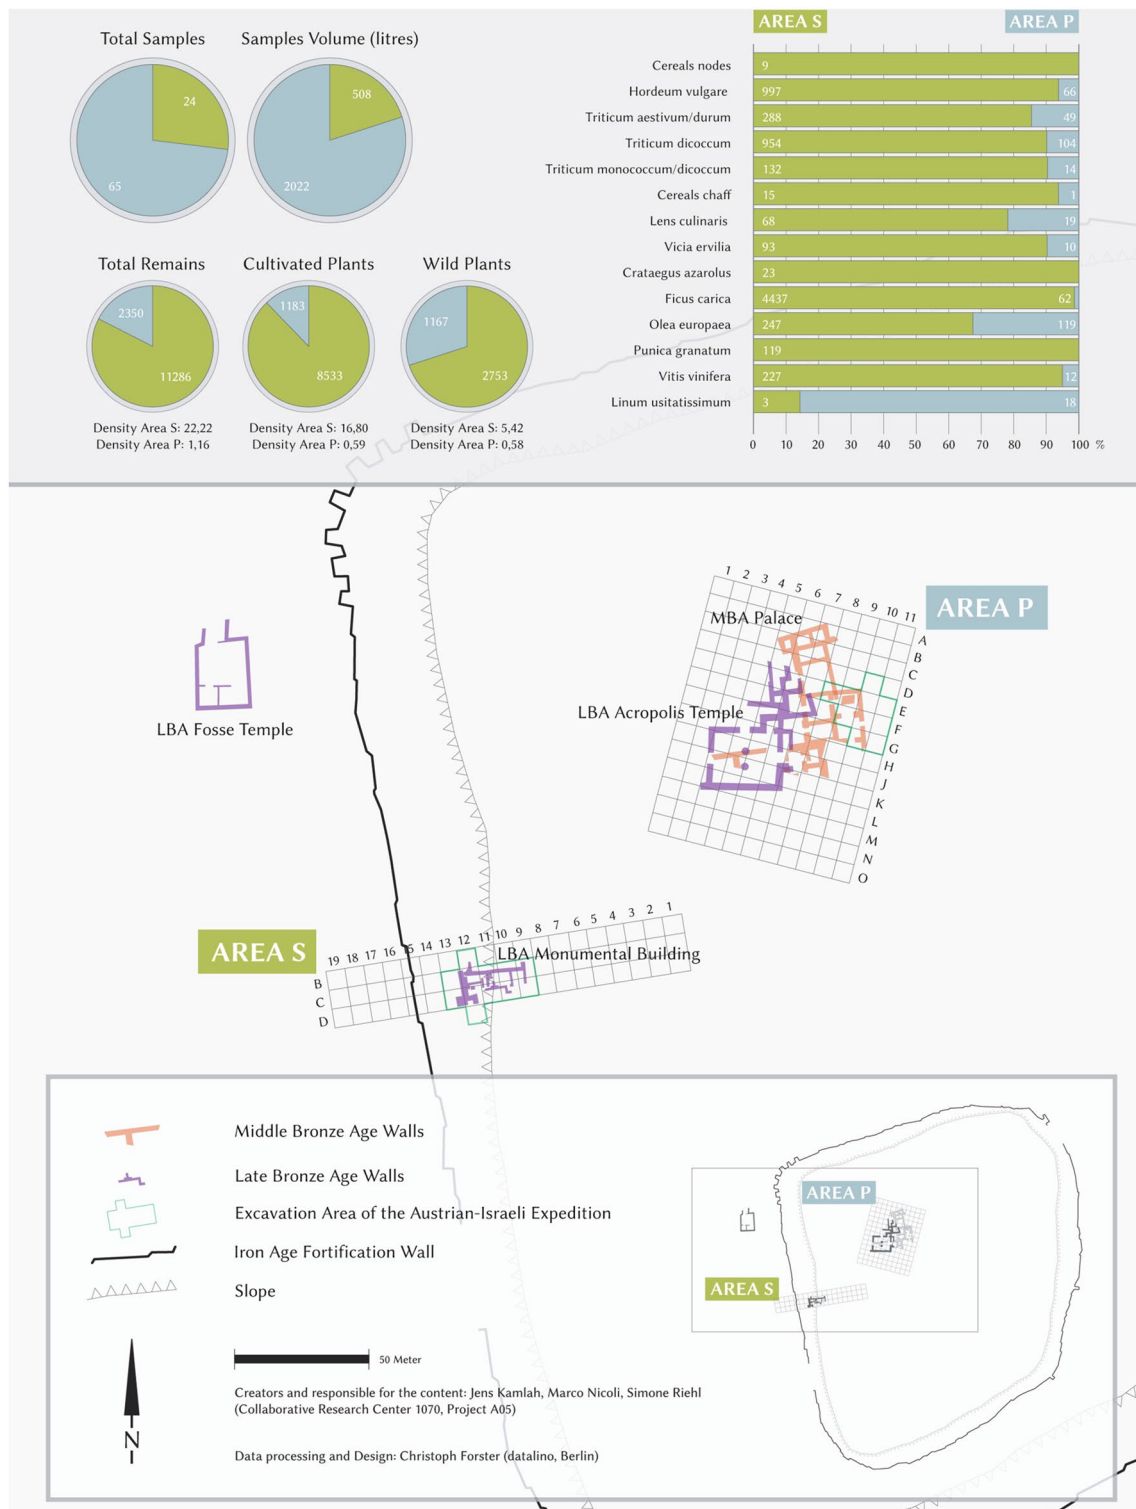 Total Samples
24
65
Samples Volume (litres)
508
2022
Total Remains
2350
11286
Density Area S: 22,22
Density Area P: 1,16
Cultivated Plants
1183
8533
Density Area S: 16,80
Density Area P: 0,59
Wild Plants
1167
2753
Density Area S: 5,42
Density Area P: 0,58
AREA S AREA P
Cereals nodes 9
Hordeum vulgare 997 66
Triticum aestivum/durum 288 49
Triticum dicoccum 954 104
Triticum monococcum/dicoccum 132 14
Cereals chaff 15 1
Lens culinaris 68 19
Vicia ervilia 93 10
Crataegus azarolus 23
Ficus carica 4437 62
Olea europaea 247 119
Punica granatum 119
Vitis vinifera 227 12
Linum usitatissimum 3 18
0 10 20 30 40 50 60 70 80 90 100 %
1 2 3 4 5 6 7 8 9 10 11
AREA P
MBA Palace
A
B
C
D
E
F
G
H
J
K
L
M
N
O
LBA Acropolis Temple
LBA Fosse Temple
AREA S
19 18 17 16 15 14 13 12 11 10 9 8 7 6 5 4 3 2 1
LBA Monumental Building
B
C
D
Middle Bronze Age Walls
Late Bronze Age Walls
Excavation Area of the Austrian-Israeli Expedition
Iron Age Fortification Wall
Slope
N
50 Meter
Creators and responsible for the content: Jens Kamlah, Marco Nicoli, Simone Riehl
(Collaborative Research Center 1070, Project A05)
Data processing and Design: Christoph Forster (datalino, Berlin)
AREA P
AREA S